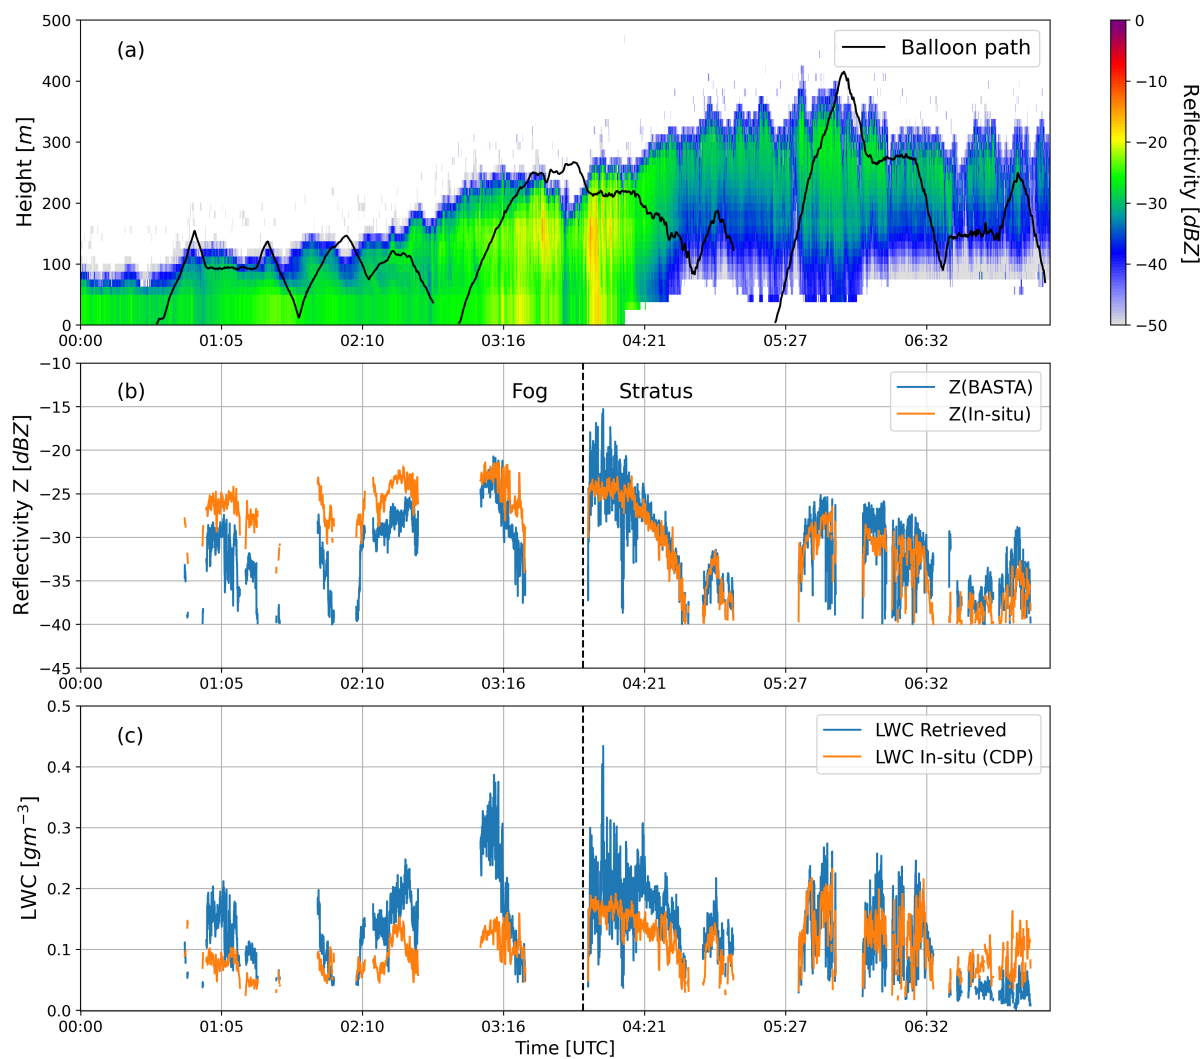 500
400
300
200
100
0
Height [m]
(a)
Balloon path
00:00 01:05 02:10 03:16 04:21 05:27 06:32
0
−10
−20
−30
−40
−50
Reflectivity [dBZ]
−10
−15
−20
−25
−30
−35
−40
−45
Reflectivity Z [dBZ]
(b)
Fog
Stratus
Z(BASTA)
Z(In-situ)
00:00 01:05 02:10 03:16 04:21 05:27 06:32
0.5
0.4
0.3
0.2
0.1
0.0
LWC [gm⁻³]
(c)
LWC Retrieved
LWC In-situ (CDP)
00:00 01:05 02:10 03:16 04:21 05:27 06:32
Time [UTC]